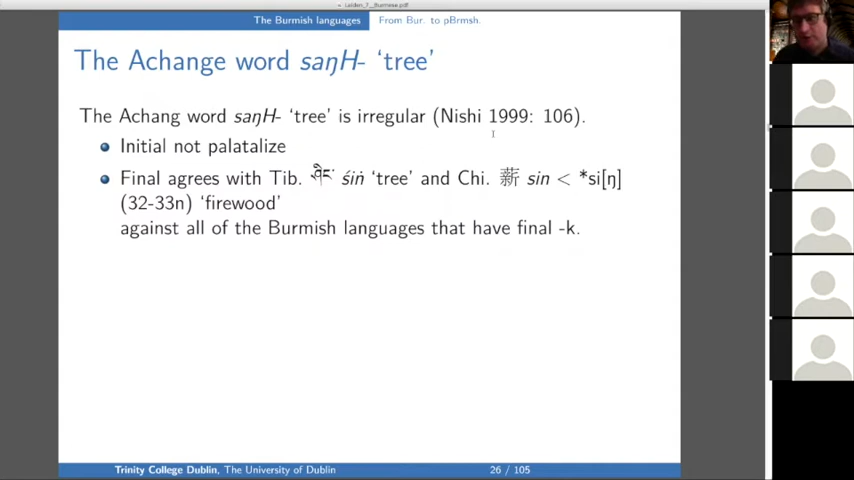 Leiden_7__Burmese.pdf
The Burmish languages From Bur. to pBrmsh.
The Achange word saŋH- ‘tree’
The Achang word saŋH- ‘tree’ is irregular (Nishi 1999: 106).
Initial not palatalize
Final agrees with Tib. ཤིང་ śiṅ ‘tree’ and Chi. 薪 sin < *si[ŋ]
(32-33n) ‘firewood’
against all of the Burmish languages that have final -k.
Trinity College Dublin, The University of Dublin 26 / 105